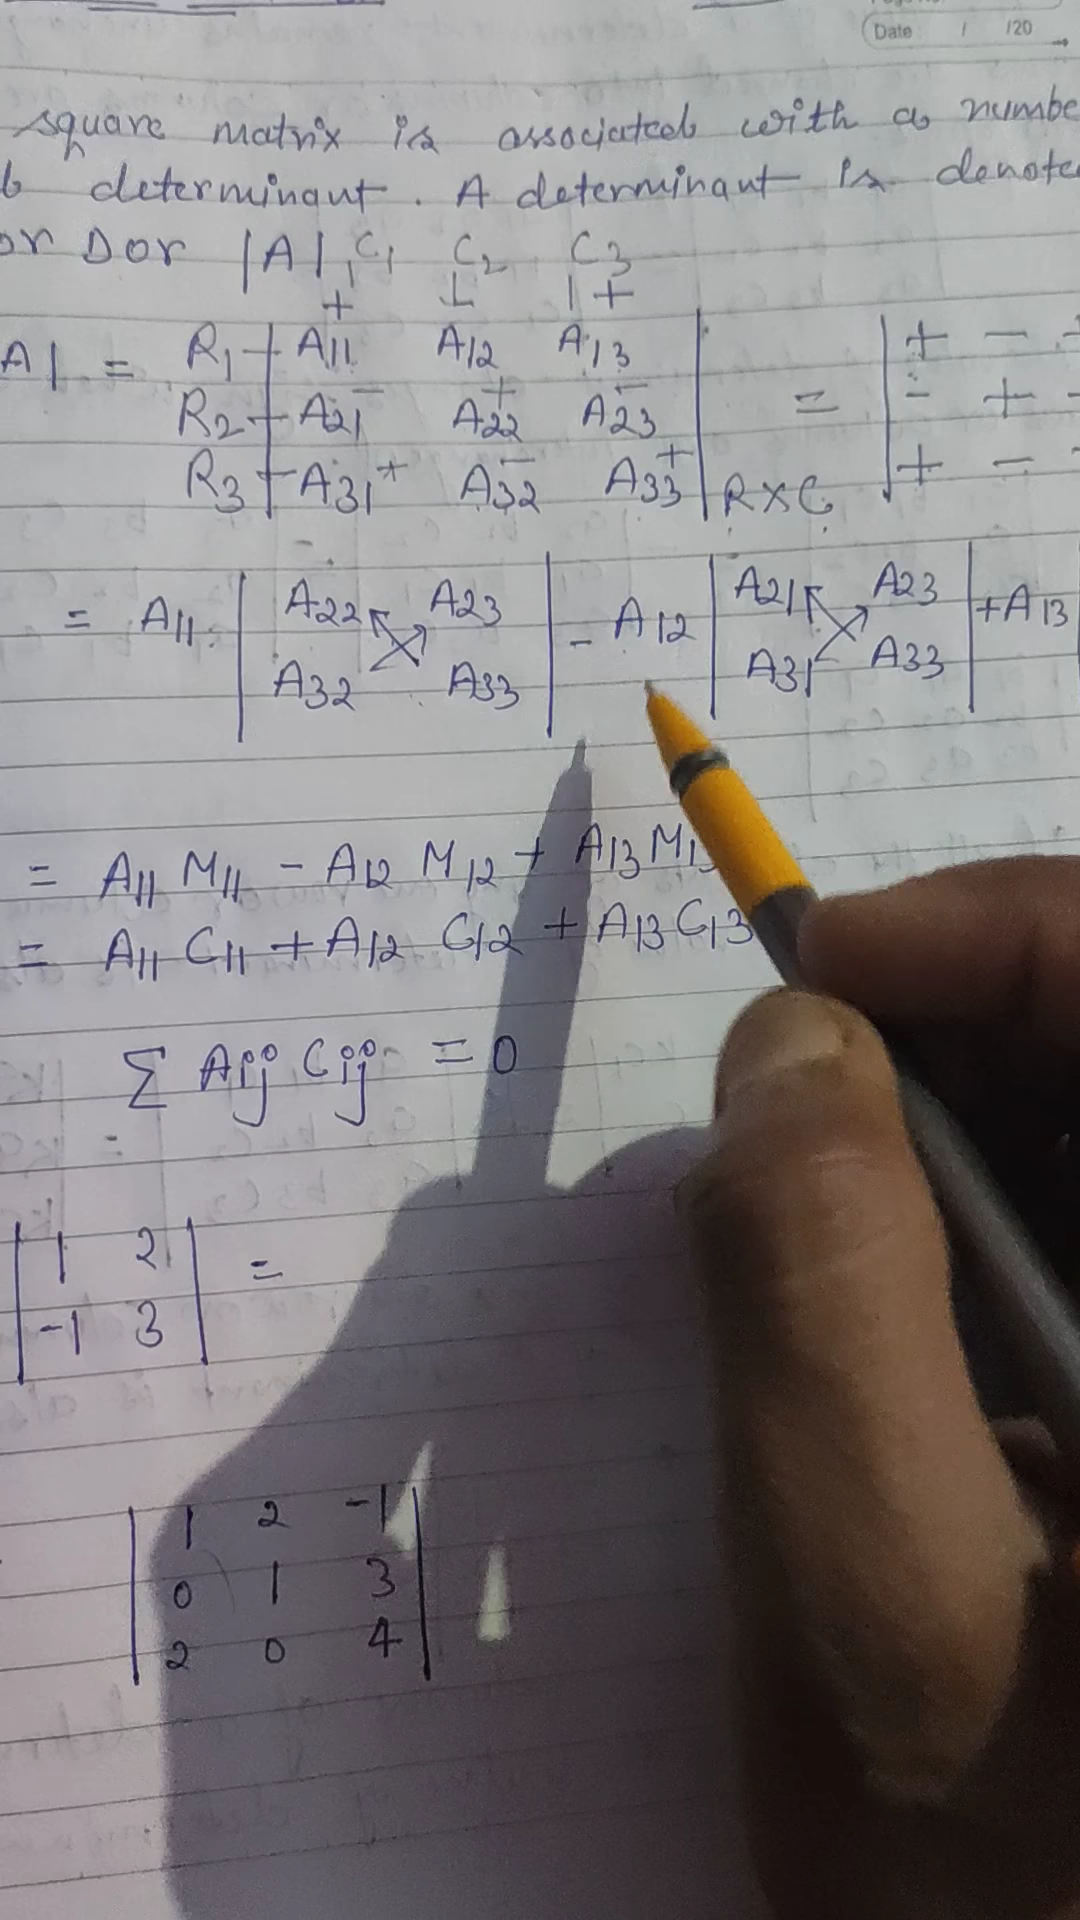 Date / /20
square matrix is associated with a numbe
determinant. A determinant is denote
or D or |A|
C1 C2 C3
+ - +
A| = R1 | A11 A12 A13 | = | + - +
R2 A21 - A22 + A23 - - + -
R3 A31 + A32 - A33 + | R×C + - +
= A11 | A22 A23 | - A12 | A21 A23 | + A13
A32 A33 A31 A33
= A11 M11 - A12 M12 + A13 M1
= A11 C11 + A12 C12 + A13 C13
Σ Aij Cij = 0
| 1 2 | =
-1 3
| 1 2 -1 |
0 1 3
2 0 4